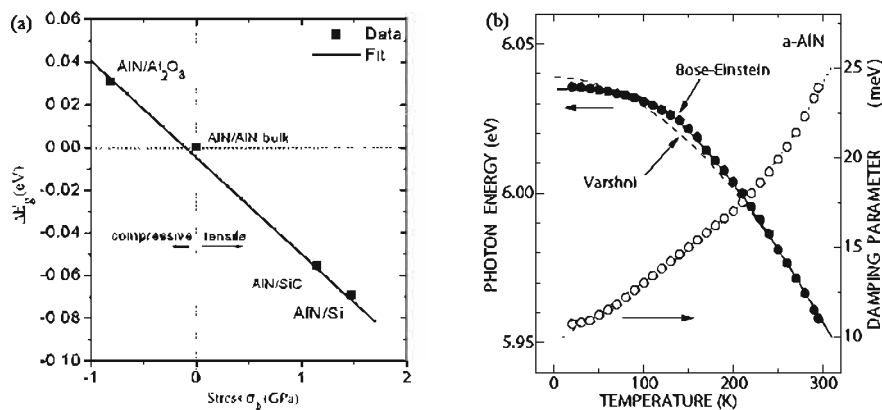 (a)
0.06
0.04
0.02
0.00
-0.02
-0.04
-0.06
-0.08
-0 10
ΔEg (eV)
Data
Fit
AlN/Al2O3
AlN/AlN bulk
compressive
tensile
AlN/SiC
AlN/Si
-1
0
1
2
Stress σb (GPa)
(b)
6.05
6.00
5.95
PHOTON ENERGY (eV)
a-AlN
Bose-Einstein
Varshni
25
20
15
10
DAMPING PARAMETER (meV)
0
100
200
300
TEMPERATURE (K)